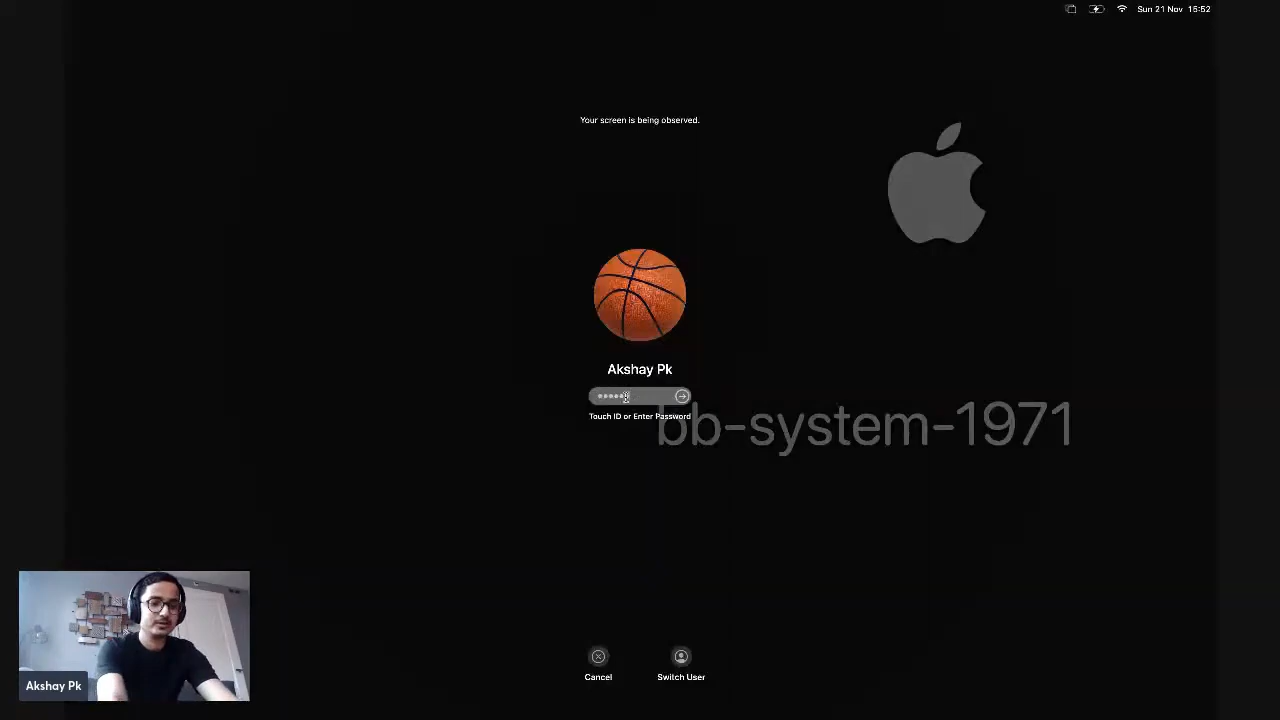 Sun 21 Nov 15:52
Your screen is being observed.
Akshay Pk
Touch ID or Enter Password
bb-system-1971
Akshay Pk
Cancel
Switch User